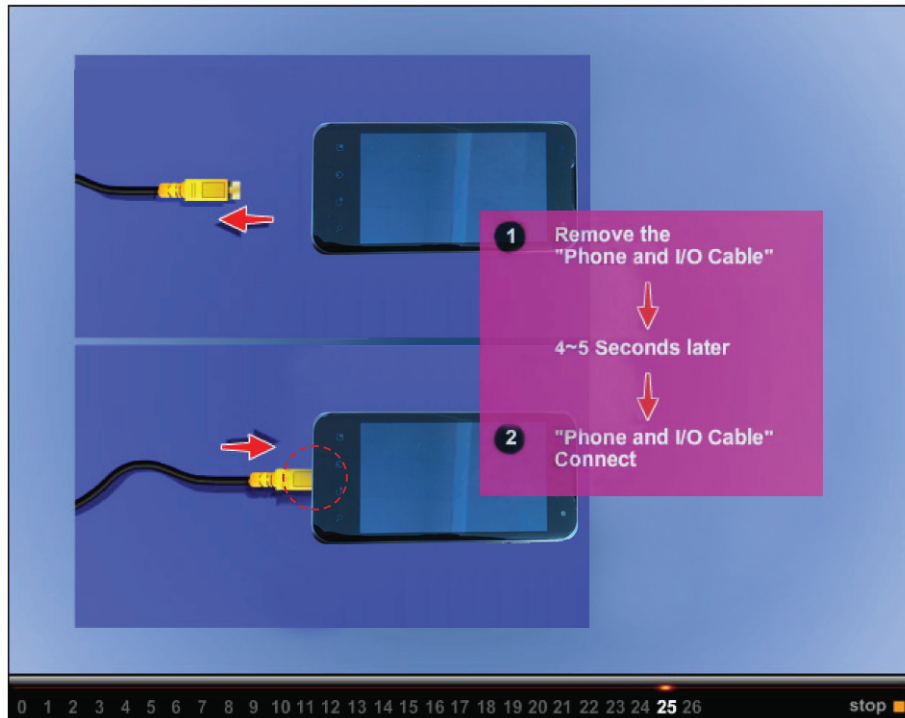 1
Remove the
"Phone and I/O Cable"
4~5 Seconds later
2
"Phone and I/O Cable"
Connect
0 1 2 3 4 5 6 7 8 9 10 11 12 13 14 15 16 17 18 19 20 21 22 23 24 25 26 stop